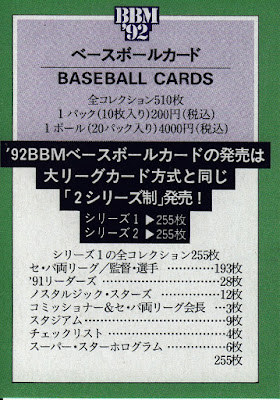 BBM
'92
ベースボールカード
BASEBALL CARDS
全コレクション510枚
1パック(10枚入り)200円(税込)
1ボール(20パック入り)4000円(税込)
'92BBMベースボールカードの発売は
大リーグカード方式と同じ
「2シリーズ制」発売!
シリーズ1 ▶255枚
シリーズ2 ▶255枚
シリーズ1の全コレクション255枚
セ・パ両リーグ/監督・選手 …………193枚
'91リーダーズ ……………………28枚
ノスタルジック・スターズ …………12枚
コミッショナー&セ・パ両リーグ会長 …3枚
スタジアム ………………………9枚
チェックリスト ……………………4枚
スーパー・スターホログラム …………6枚
255枚